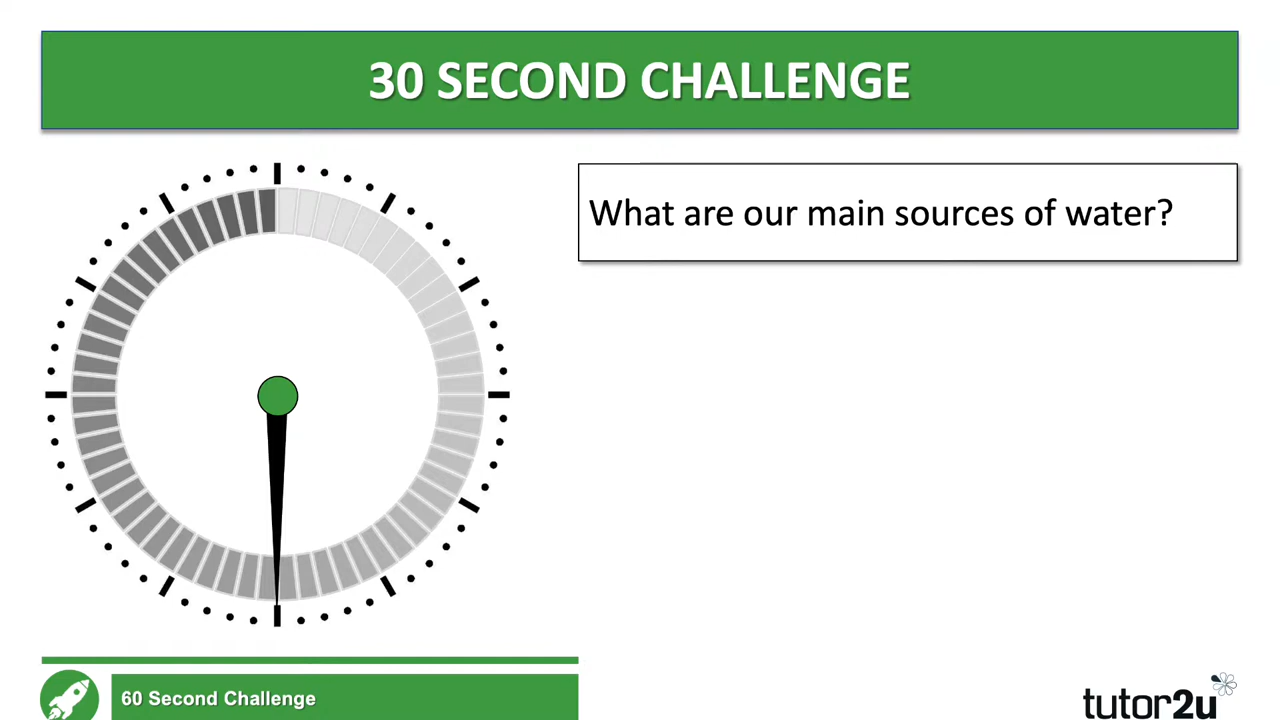 30 SECOND CHALLENGE
What are our main sources of water?
60 Second Challenge
tutor2u